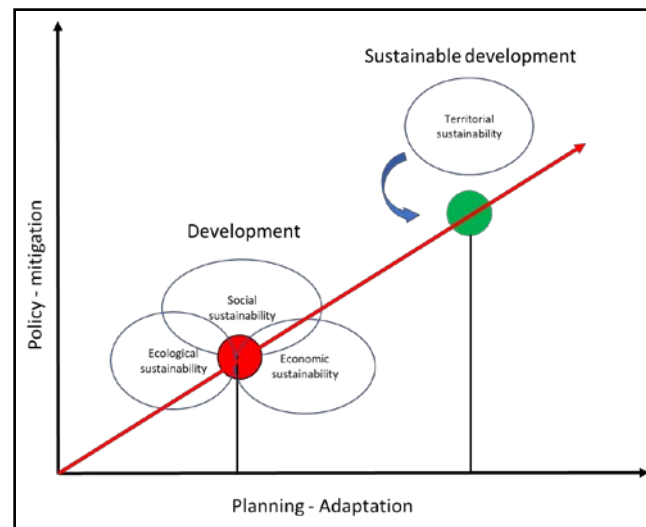 Sustainable development
Territorial
sustainability
Development
Social
sustainability
Ecological
sustainability
Economic
sustainability
Policy - mitigation
Planning - Adaptation